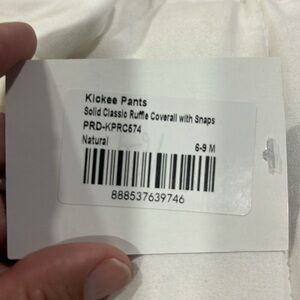 Kickee Pants
Solid Classic Ruffle Coverall with Snaps
PRD-KPRC574
Natural 6-9 M
888537639746